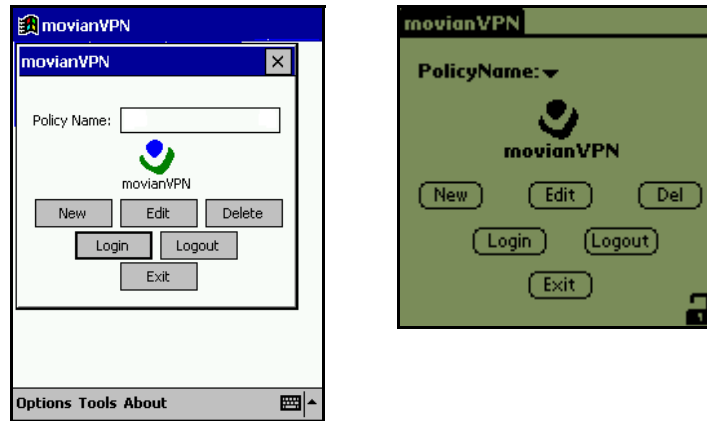 movianVPN
movianVPN
Policy Name:
movianVPN
New Edit Delete
Login Logout
Exit
Options Tools About
movianVPN
PolicyName:
movianVPN
New Edit Del
Login Logout
Exit